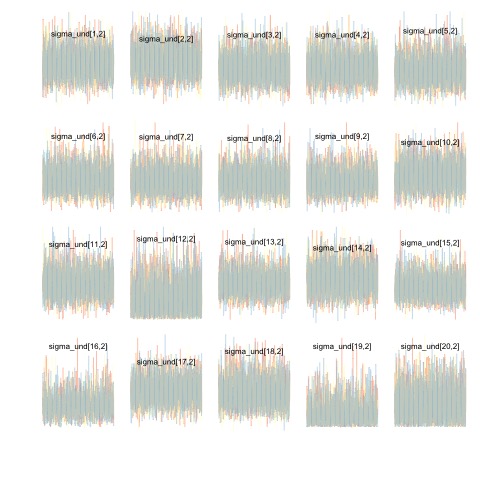 sigma_und[1,2]
sigma_und[2,2]
sigma_und[3,2]
sigma_und[4,2]
sigma_und[5,2]
sigma_und[6,2]
sigma_und[7,2]
sigma_und[8,2]
sigma_und[9,2]
sigma_und[10,2]
sigma_und[11,2]
sigma_und[12,2]
sigma_und[13,2]
sigma_und[14,2]
sigma_und[15,2]
sigma_und[16,2]
sigma_und[17,2]
sigma_und[18,2]
sigma_und[19,2]
sigma_und[20,2]